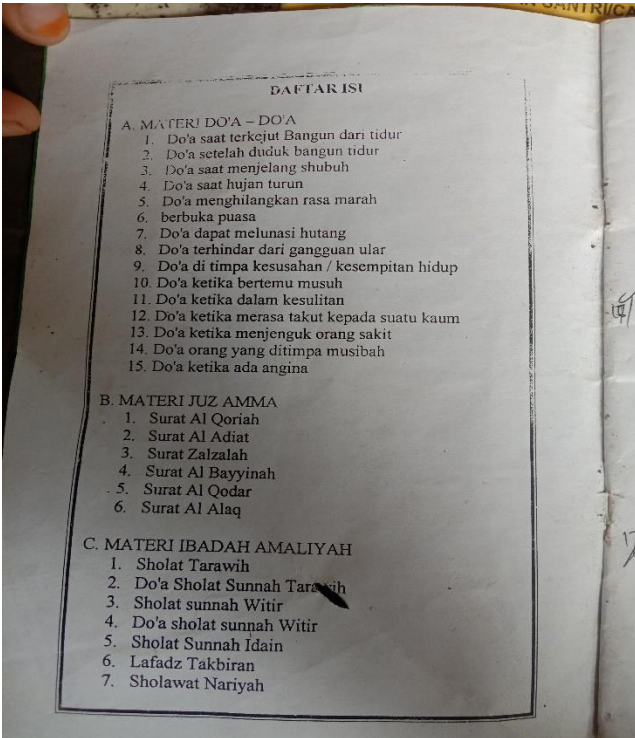 SANTRI/CA
DAFTAR ISI
A. MATERI DO'A – DO'A
1. Do'a saat terkejut Bangun dari tidur
2. Do'a setelah duduk bangun tidur
3. Do'a saat menjelang shubuh
4. Do'a saat hujan turun
5. Do'a menghilangkan rasa marah
6. berbuka puasa
7. Do'a dapat melunasi hutang
8. Do'a terhindar dari gangguan ular
9. Do'a di timpa kesusahan / kesempitan hidup
10. Do'a ketika bertemu musuh
11. Do'a ketika dalam kesulitan
12. Do'a ketika merasa takut kepada suatu kaum
13. Do'a ketika menjenguk orang sakit
14. Do'a orang yang ditimpa musibah
15. Do'a ketika ada angina
B. MATERI JUZ AMMA
1. Surat Al Qoriah
2. Surat Al Adiat
3. Surat Zalzalah
4. Surat Al Bayyinah
5. Surat Al Qodar
6. Surat Al Alaq
C. MATERI IBADAH AMALIYAH
1. Sholat Tarawih
2. Do'a Sholat Sunnah Tarawih
3. Sholat sunnah Witir
4. Do'a sholat sunnah Witir
5. Sholat Sunnah Idain
6. Lafadz Takbiran
7. Sholawat Nariyah